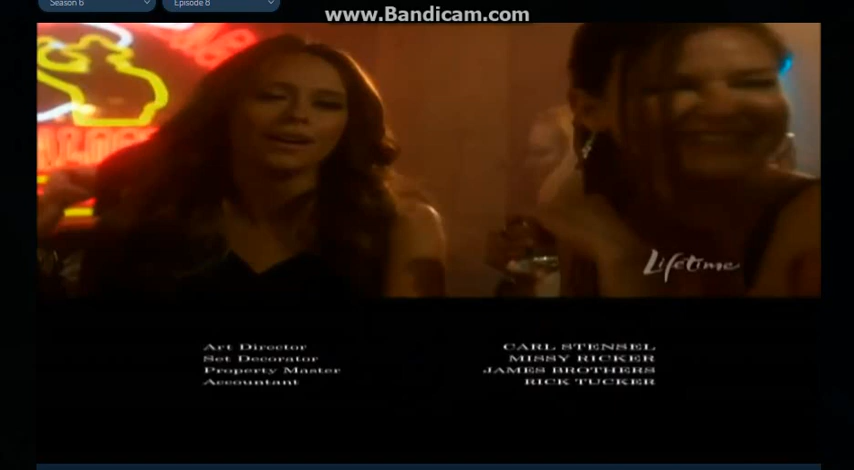 Season 6
Episode 8
www.Bandicam.com
Lifetime
Art Director CARL STENSEL
Set Decorator MISSY RICKER
Property Master JAMES BROTHERS
Accountant RICK TUCKER